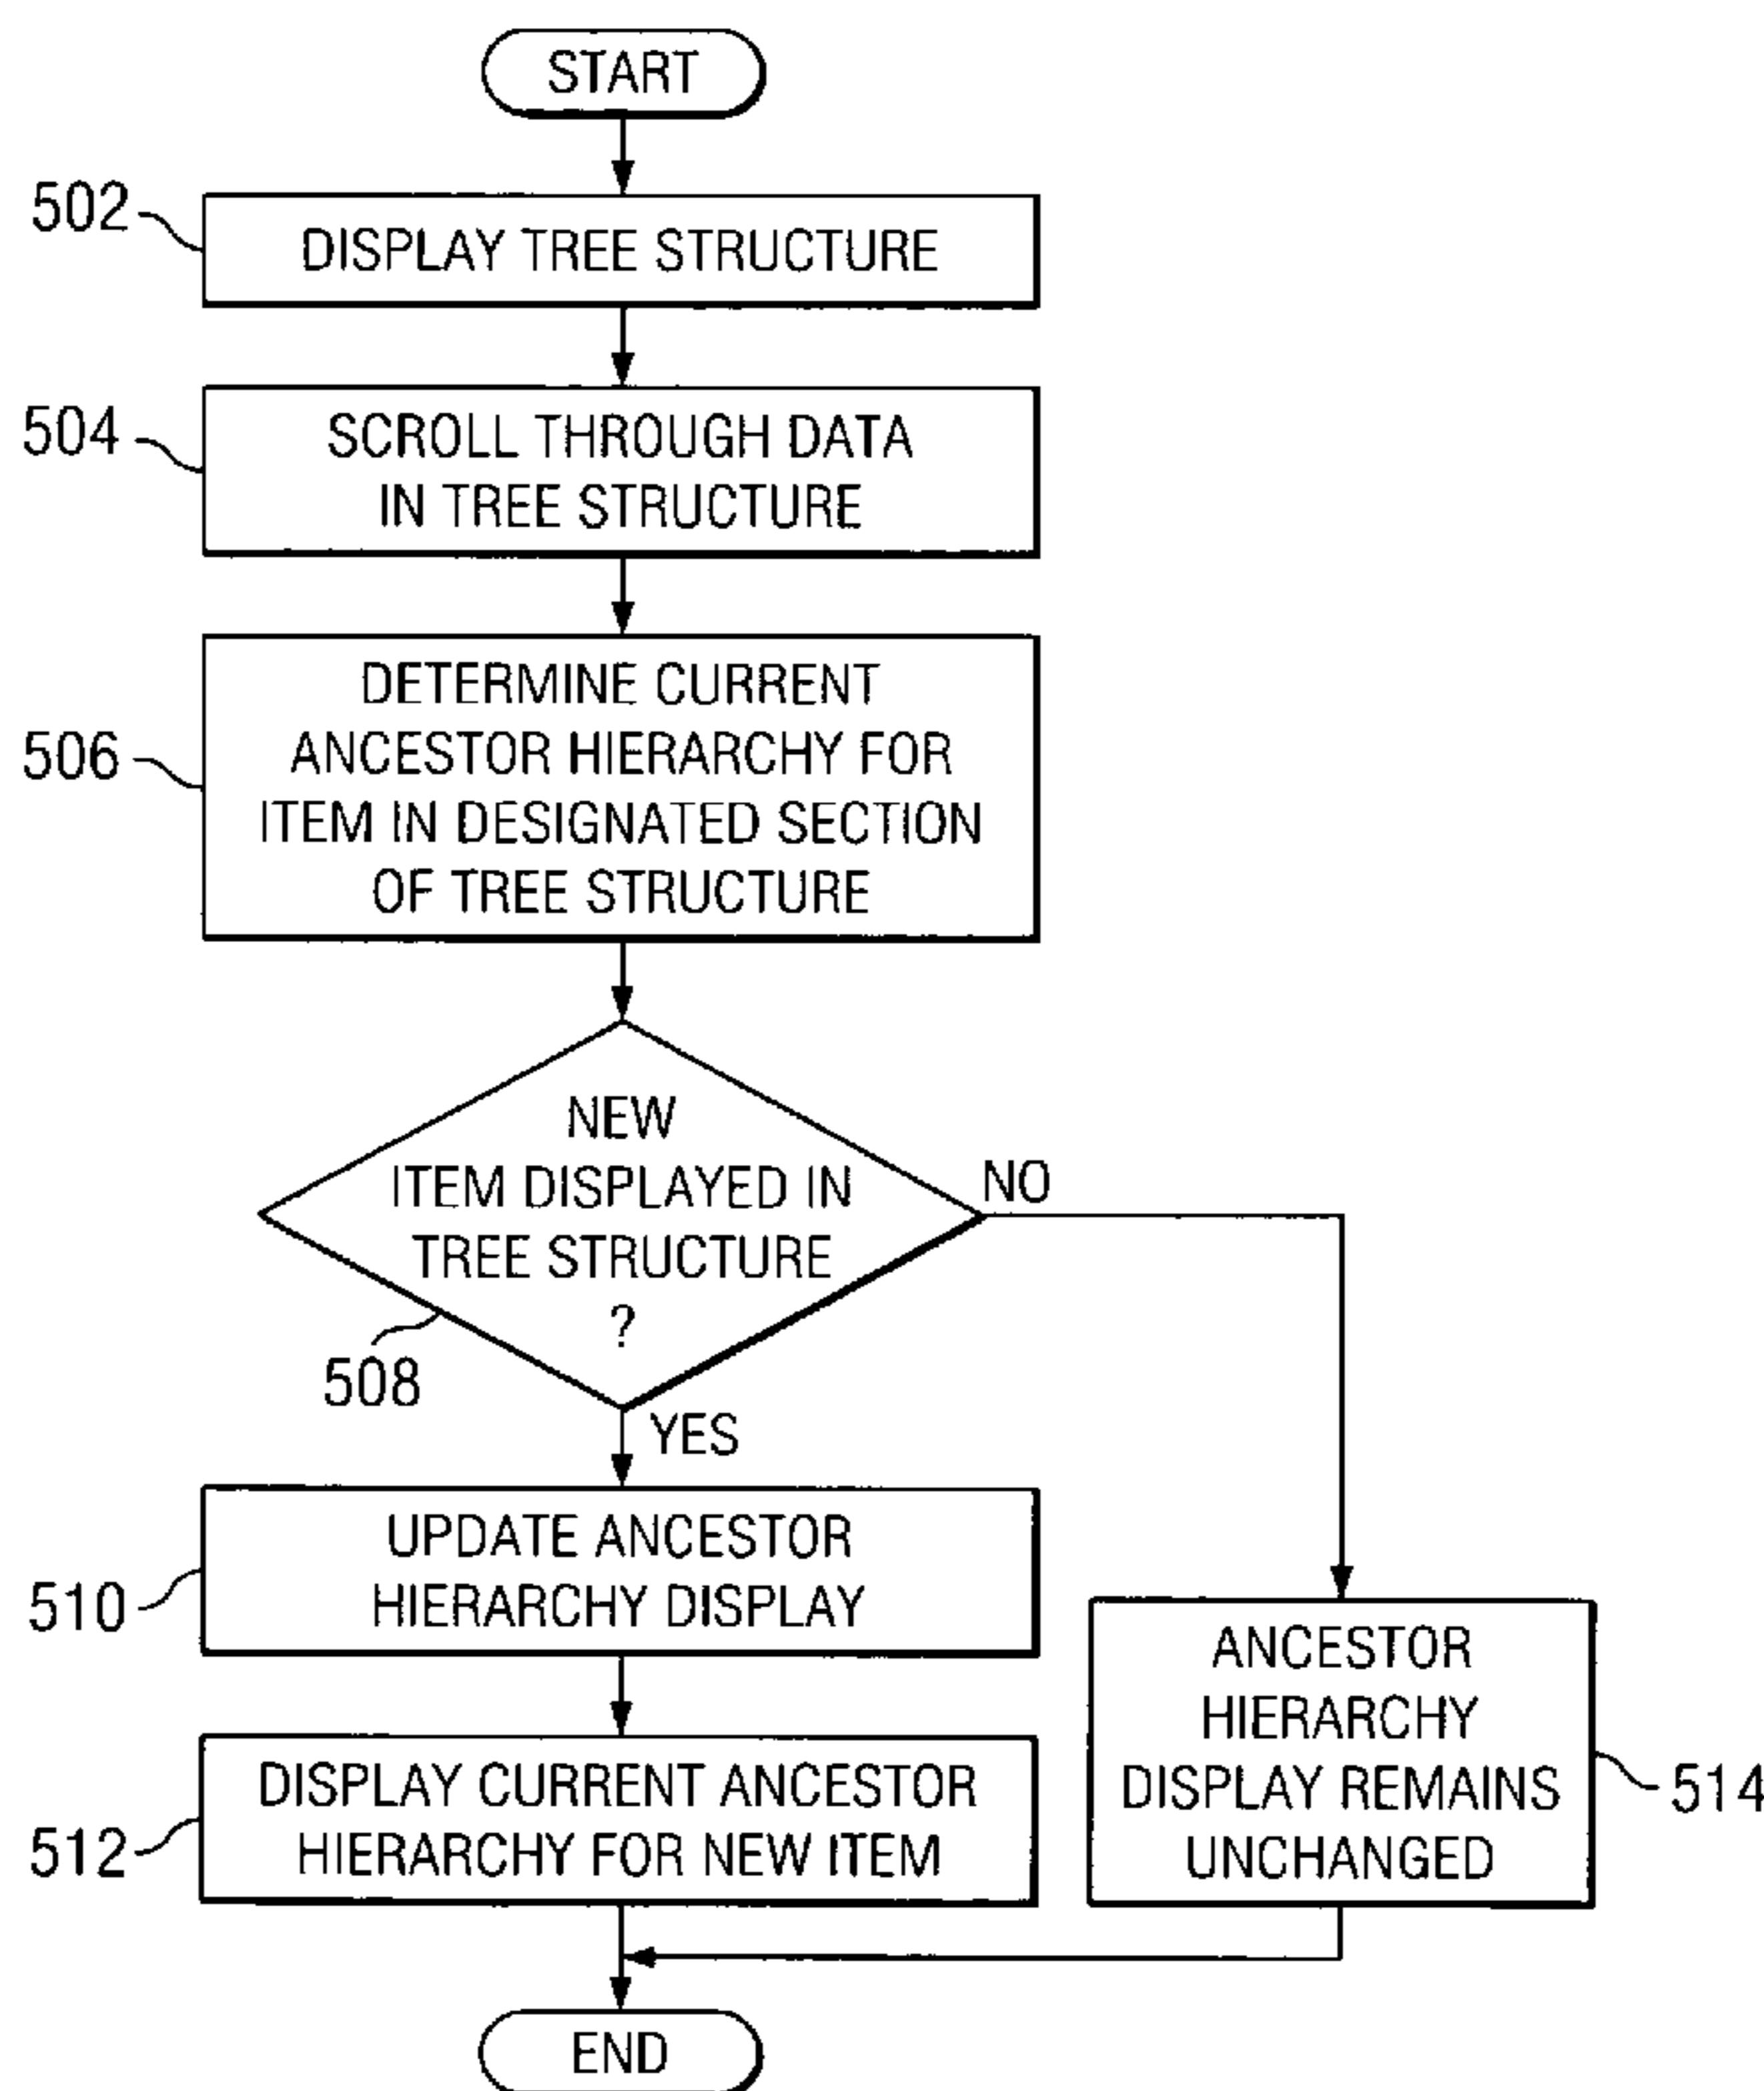 START
502
DISPLAY TREE STRUCTURE
504
SCROLL THROUGH DATA
IN TREE STRUCTURE
506
DETERMINE CURRENT
ANCESTOR HIERARCHY FOR
ITEM IN DESIGNATED SECTION
OF TREE STRUCTURE
NEW
ITEM DISPLAYED IN
TREE STRUCTURE
?
NO
508
YES
510
UPDATE ANCESTOR
HIERARCHY DISPLAY
512
DISPLAY CURRENT ANCESTOR
HIERARCHY FOR NEW ITEM
ANCESTOR
HIERARCHY
DISPLAY REMAINS
UNCHANGED
514
END